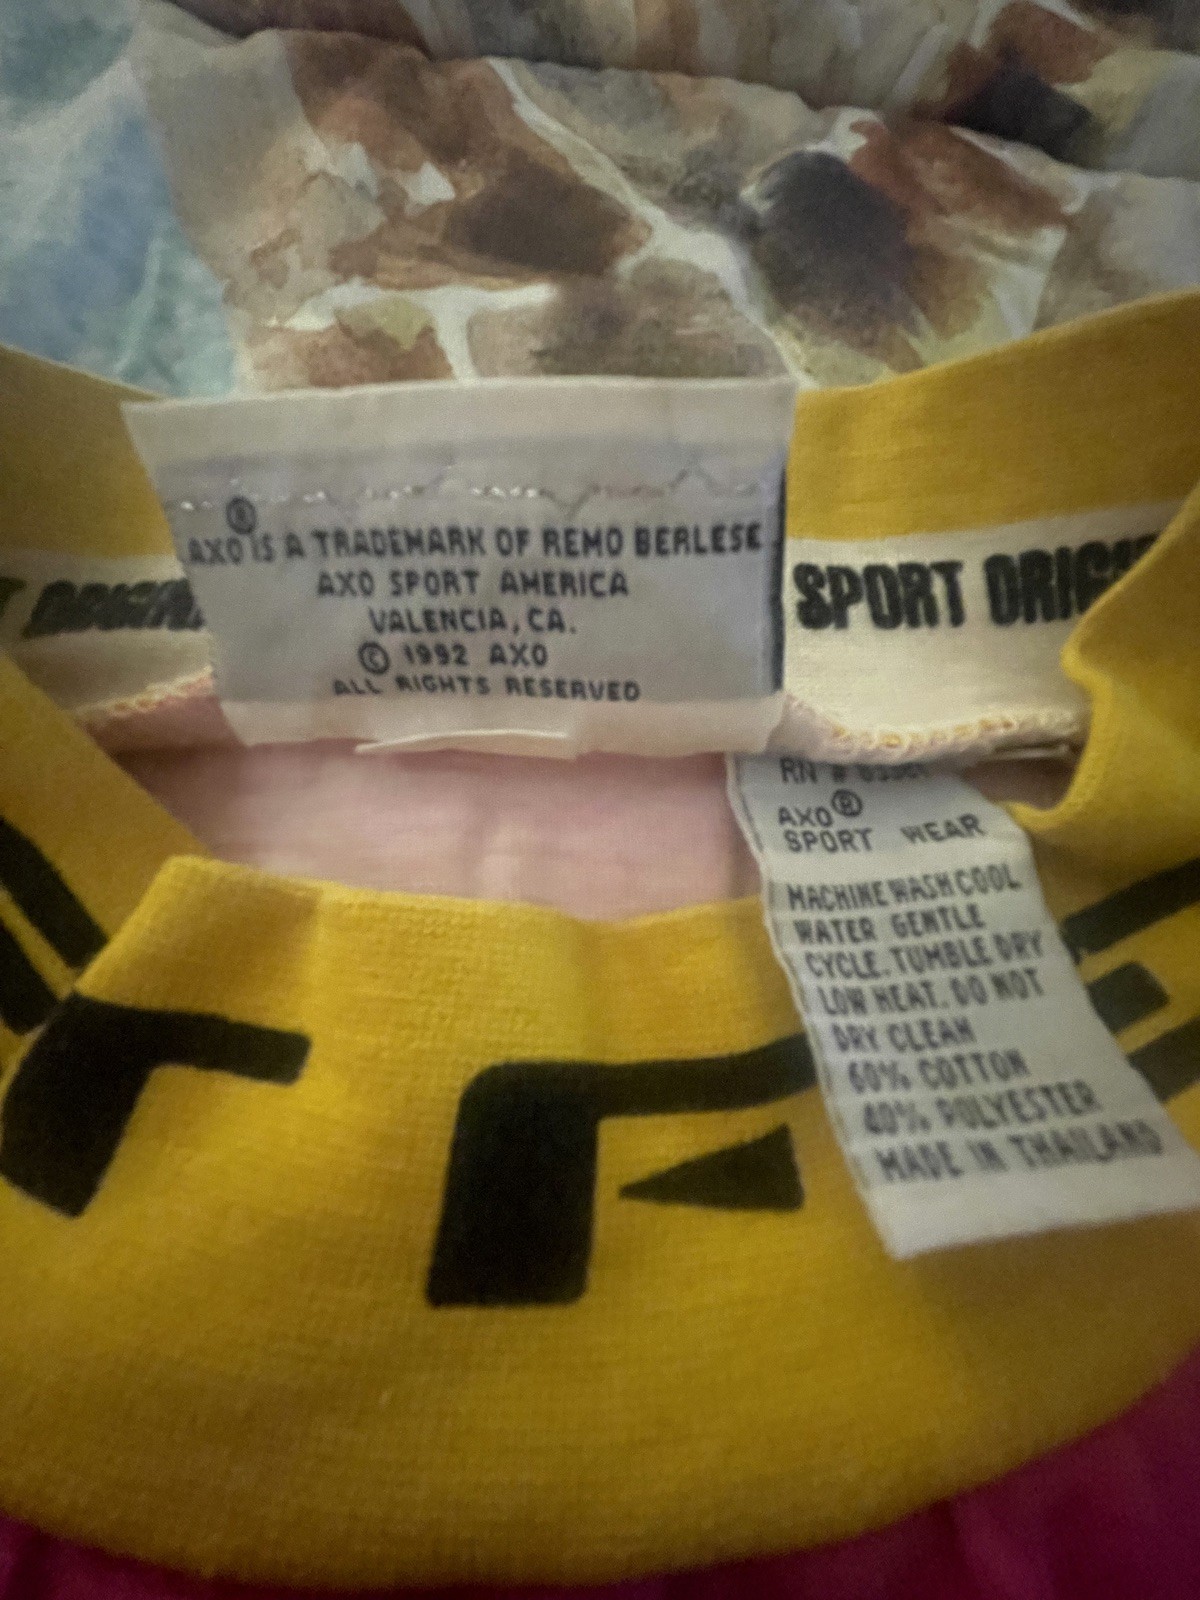 ®
AXO IS A TRADEMARK OF REMO BERLESE
AXO SPORT AMERICA
VALENCIA, CA.
© 1992 AXO
ALL RIGHTS RESERVED
SPORT
RN #
AXO®
SPORT WEAR
MACHINE WASH COOL
WATER GENTLE
CYCLE. TUMBLE DRY
LOW HEAT. DO NOT
DRY CLEAN
60% COTTON
40% POLYESTER
MADE IN THAILAND